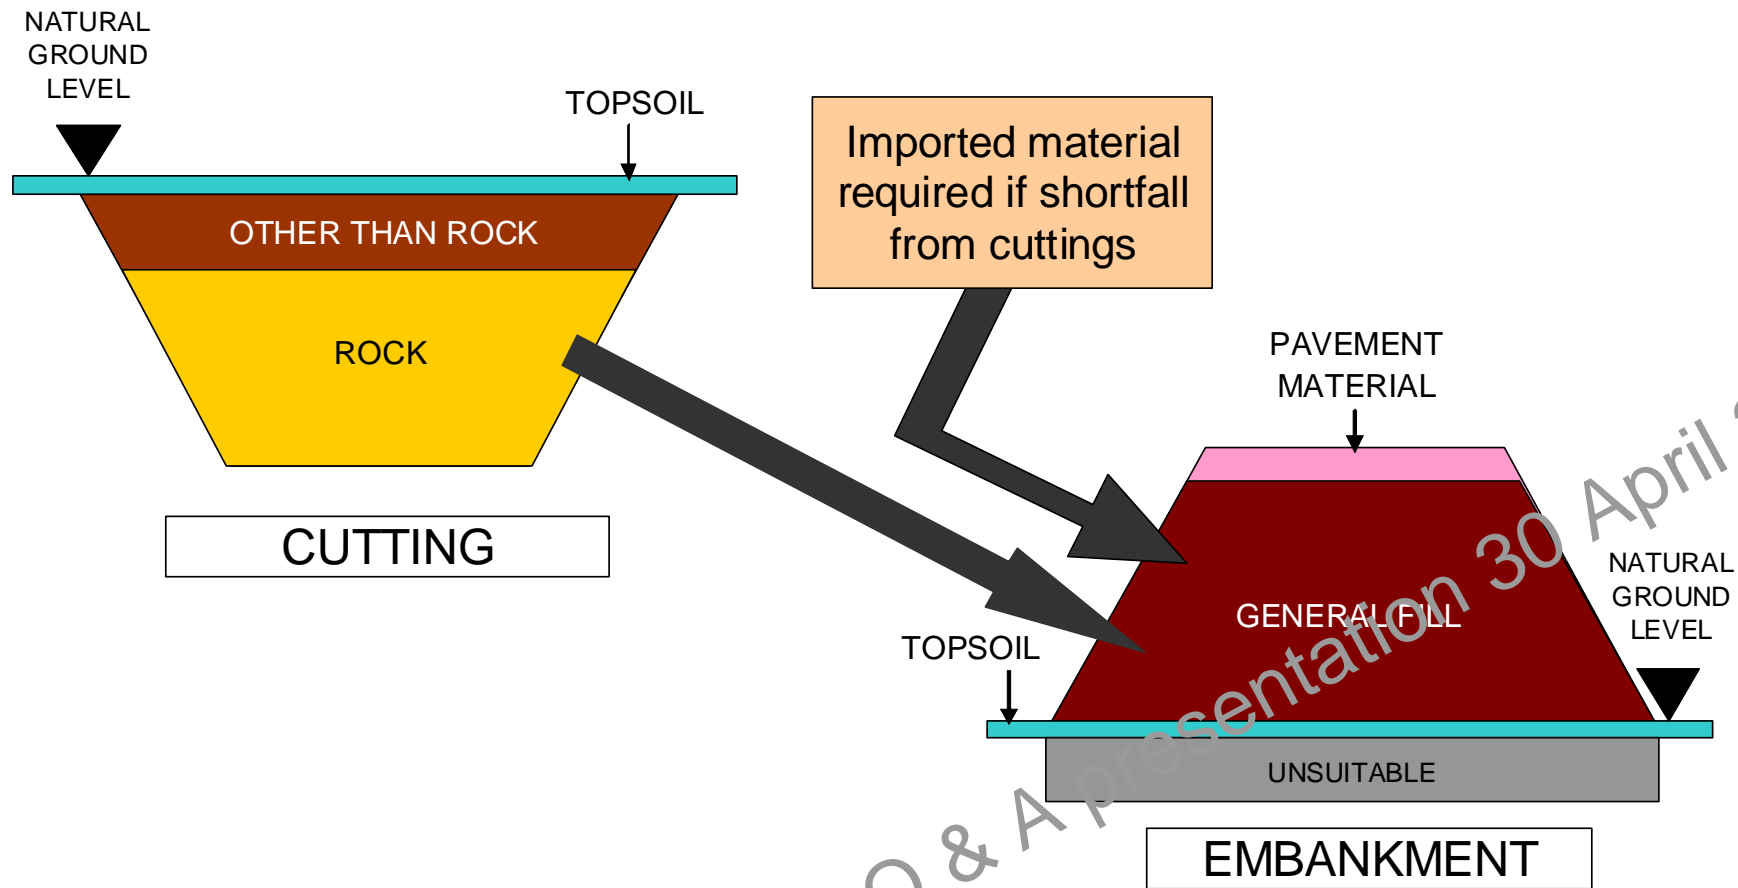 NATURAL
GROUND
LEVEL
TOPSOIL
OTHER THAN ROCK
ROCK
CUTTING
Imported material
required if shortfall
from cuttings
PAVEMENT
MATERIAL
GENERAL FILL
NATURAL
GROUND
LEVEL
TOPSOIL
UNSUITABLE
EMBANKMENT
& A presentation 30 April